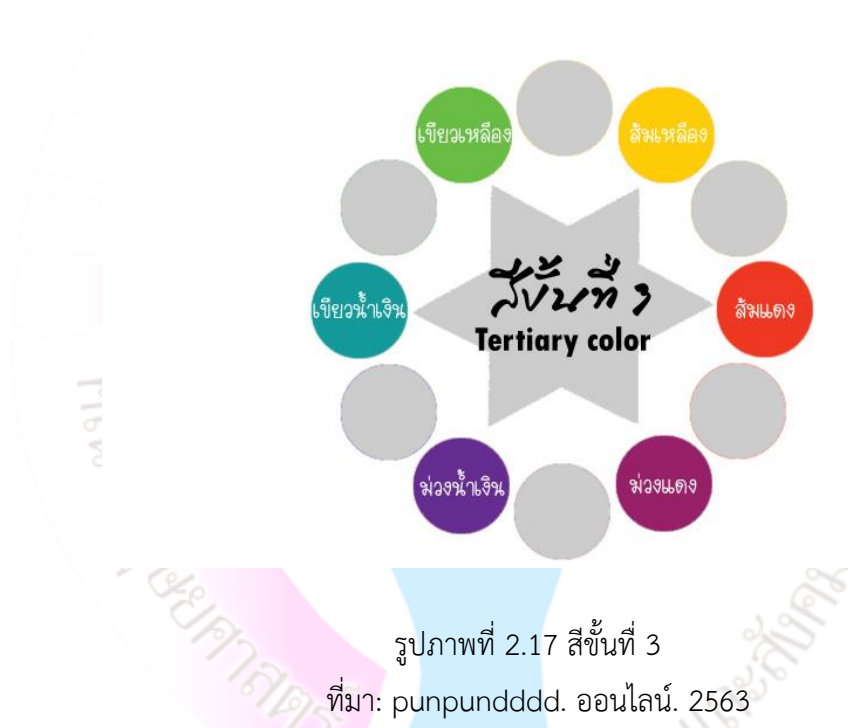 เขียวเหลือง
ส้มเหลือง
สีขั้นที่ 3
Tertiary color
เขียวน้ำเงิน
ส้มแดง
ม่วงน้ำเงิน
ม่วงแดง
รูปภาพที่ 2.17 สีขั้นที่ 3
ที่มา: punpundddd. ออนไลน์. 2563